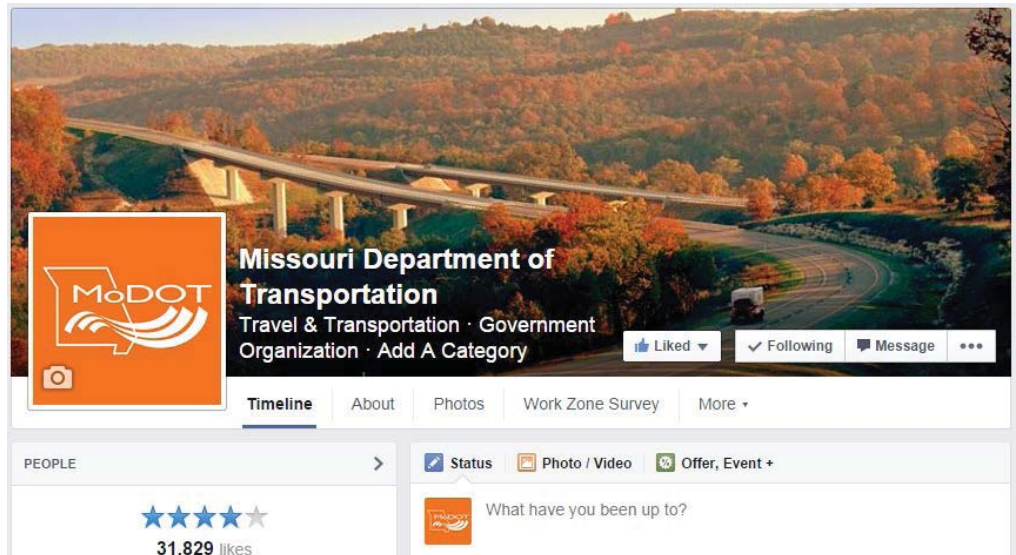 MoDOT
Missouri Department of
Transportation
Travel & Transportation · Government
Organization · Add A Category
Liked
Following
Message
Timeline
About
Photos
Work Zone Survey
More
PEOPLE
31,829 likes
Status
Photo / Video
Offer, Event +
MoDOT
What have you been up to?